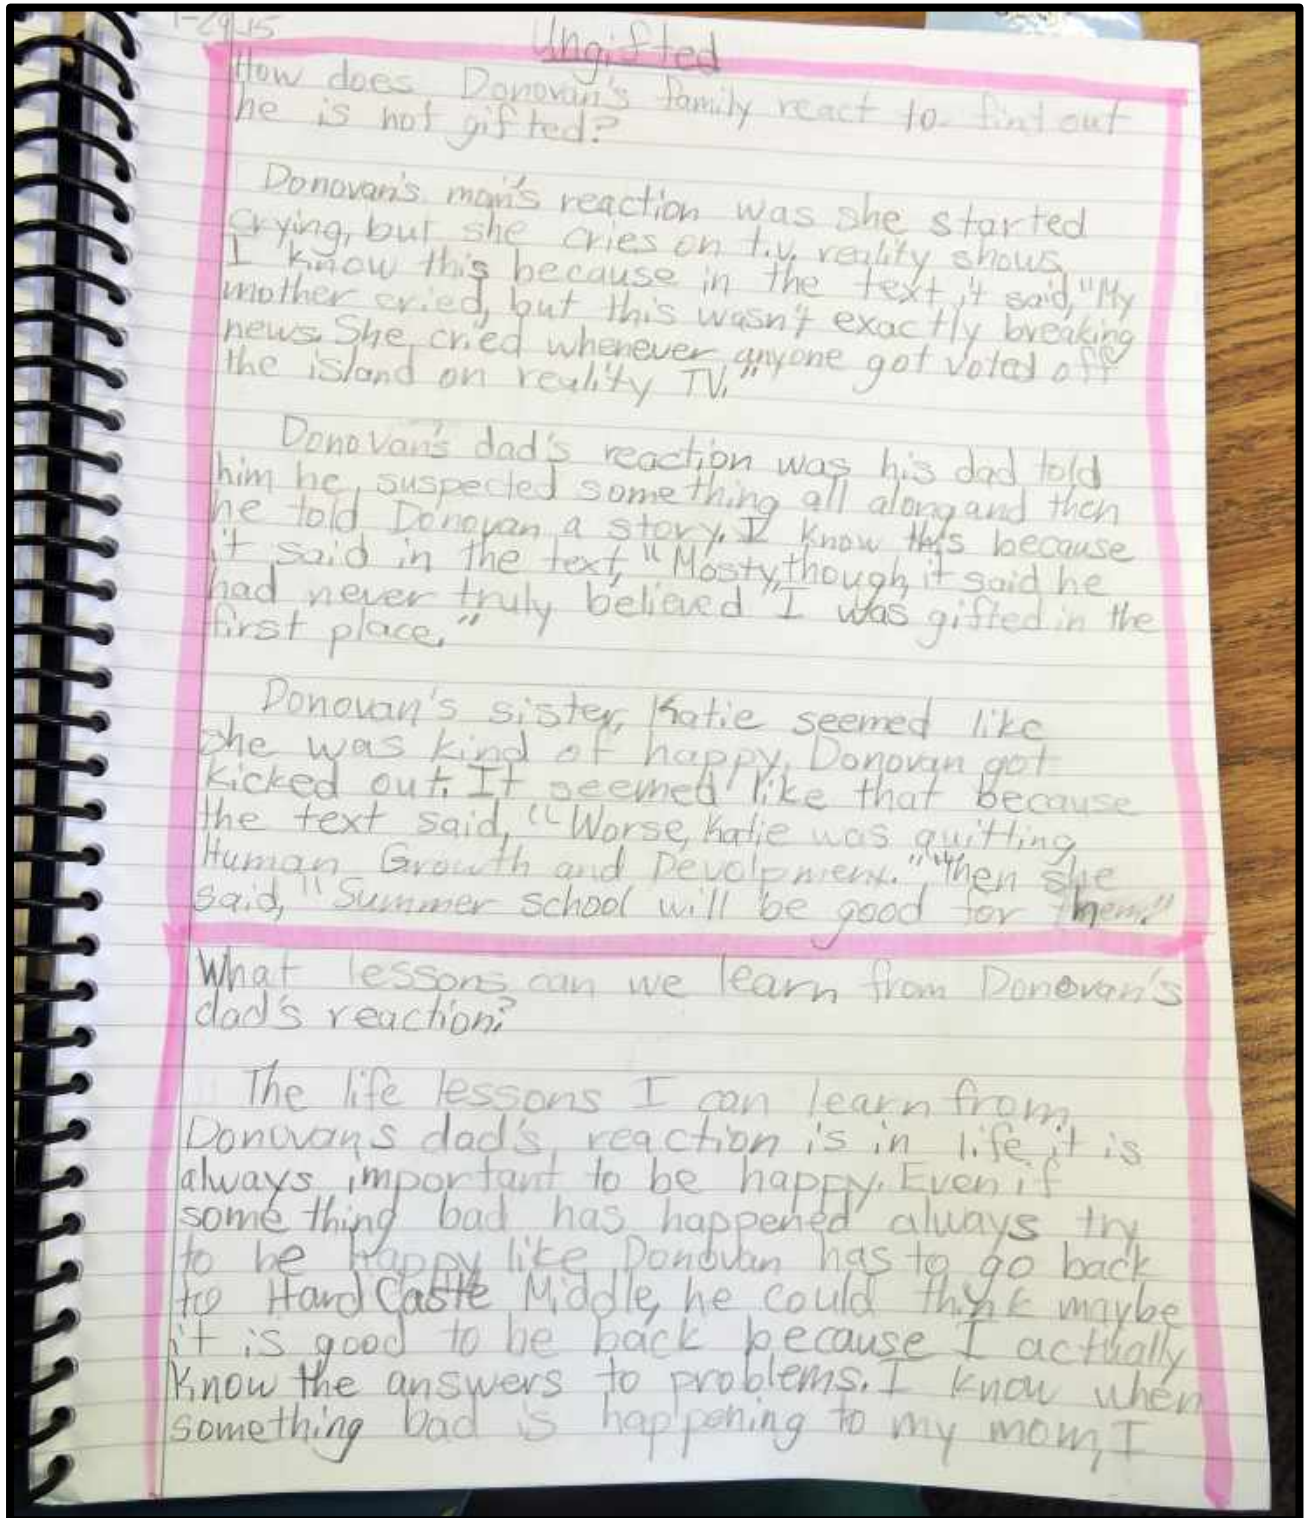 1-29-15
Ungifted
How does Donovan's family react to find out
he is not gifted?
Donovan's mom's reaction was she started
crying, but she cries on t.v. reality shows.
I know this because in the text it said, "My
mother cried, but this wasn't exactly breaking
news. She cried whenever anyone got voted off
the island on reality TV."
Donovan's dad's reaction was his dad told
him he suspected something all along and then
he told Donovan a story. I know this because
it said in the text, "Mosty, though, it said he
had never truly believed I was gifted in the
first place."
Donovan's sister, Katie seemed like
she was kind of happy, Donovan got
kicked out. It seemed like that because
the text said, "Worse, Katie was quitting
Human Growth and Devolpment." Then she
said, "Summer school will be good for them."
What lessons can we learn from Donovan's
dad's reaction?
The life lessons I can learn from
Donovan's dad's reaction is in life it is
always important to be happy. Even if
something bad has happened always try
to be happy like Donovan has to go back
to HardCastle Middle, he could think maybe
it is good to be back because I actually
know the answers to problems. I know when
something bad is happening to my mom, I